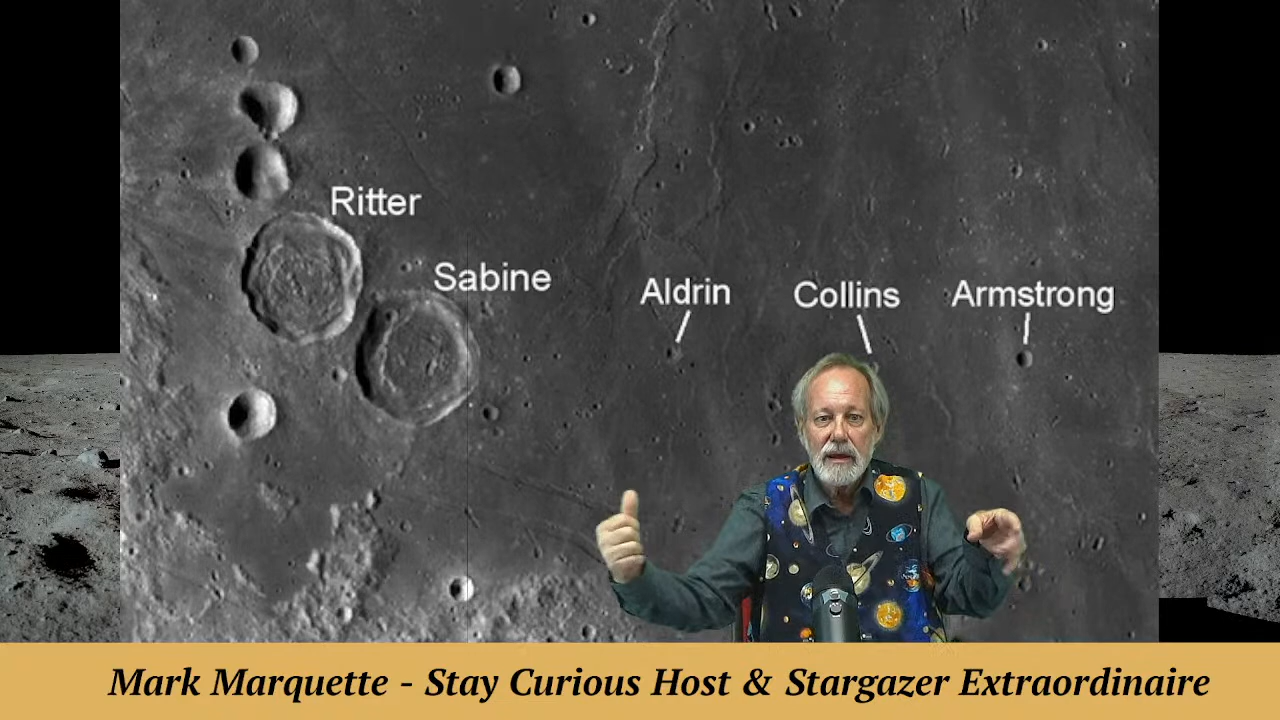 Ritter
Sabine
Aldrin
Collins
Armstrong
Mark Marquette - Stay Curious Host & Stargazer Extraordinaire